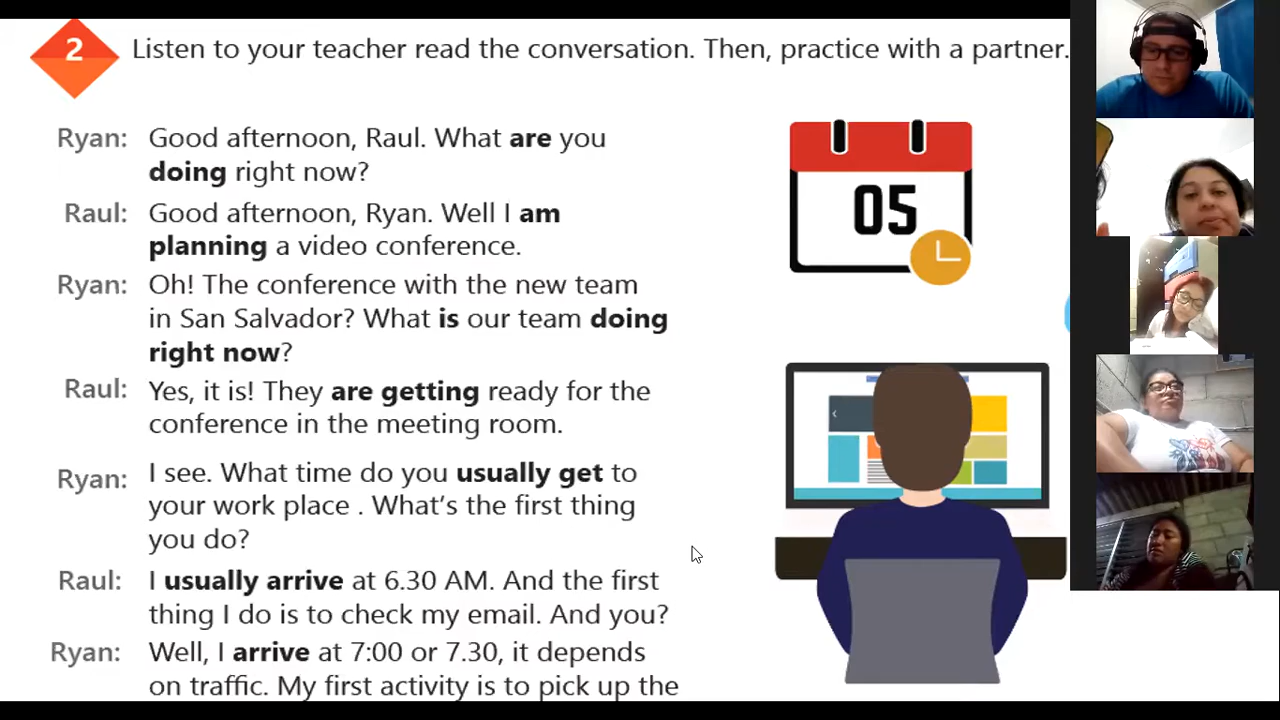 2 Listen to your teacher read the conversation. Then, practice with a partner.
Ryan: Good afternoon, Raul. What are you
doing right now?
Raul: Good afternoon, Ryan. Well I am
planning a video conference.
Ryan: Oh! The conference with the new team
in San Salvador? What is our team doing
right now?
Raul: Yes, it is! They are getting ready for the
conference in the meeting room.
Ryan: I see. What time do you usually get to
your work place . What's the first thing
you do?
Raul: I usually arrive at 6.30 AM. And the first
thing I do is to check my email. And you?
Ryan: Well, I arrive at 7:00 or 7.30, it depends
on traffic. My first activity is to pick up the
05